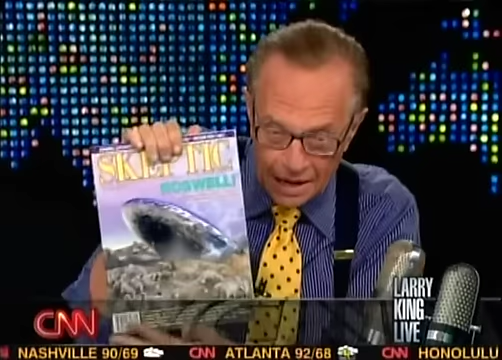 SKEPTIC
ROSWELL!
LARRY
KING
LIVE
CNN
NASHVILLE 90/69 CNN ATLANTA 92/68 CNN HONOLULU